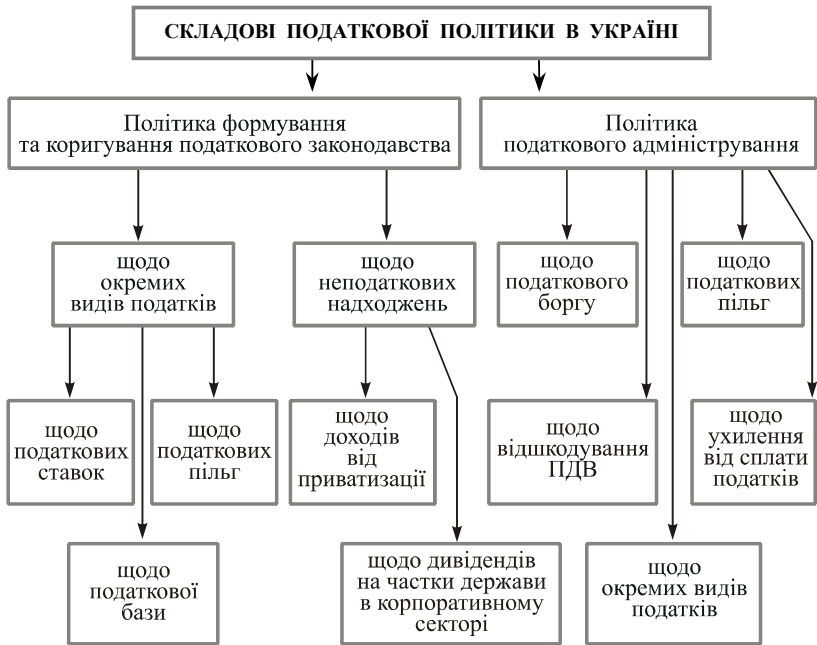 СКЛАДОВІ ПОДАТКОВОЇ ПОЛІТИКИ В УКРАЇНІ
Політика формування
та коригування податкового законодавства
Політика
податкового адміністрування
щодо
окремих
видів податків
щодо
неподаткових
надходжень
щодо
податкового
боргу
щодо
податкових
пільг
щодо
податкових
ставок
щодо
податкових
пільг
щодо
доходів
від
приватизації
щодо
відшкодування
ПДВ
щодо
ухилення
від сплати
податків
щодо
податкової
бази
щодо дивідендів
на частки держави
в корпоративному
секторі
щодо
окремих видів
податків